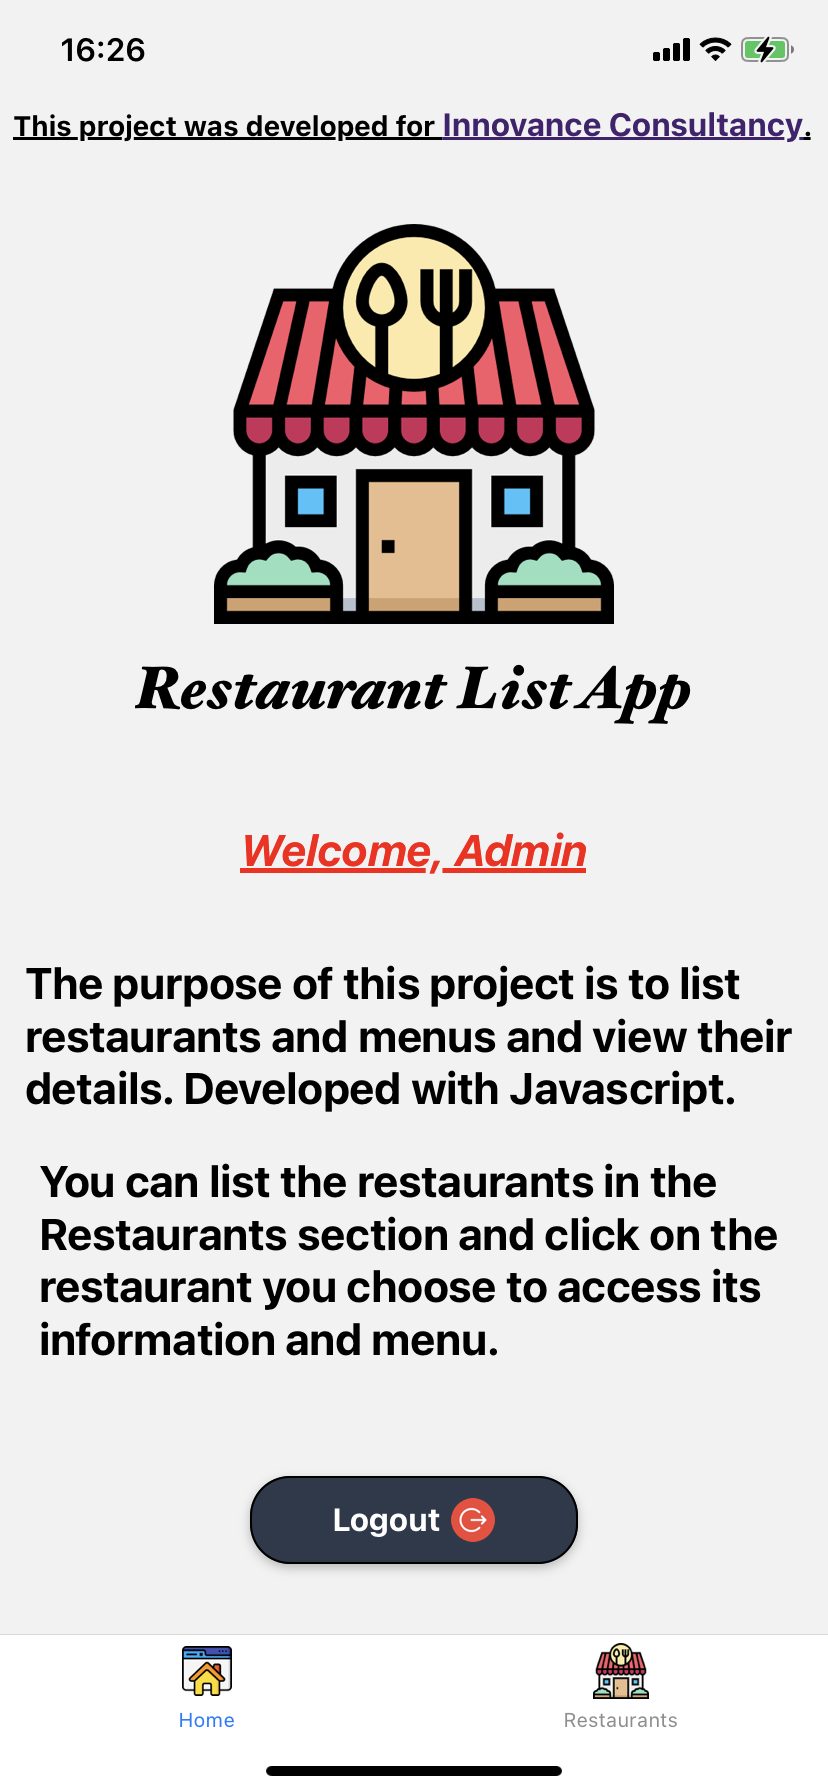 16:26
This project was developed for Innovance Consultancy.
Restaurant List App
Welcome, Admin
The purpose of this project is to list
restaurants and menus and view their
details. Developed with Javascript.
You can list the restaurants in the
Restaurants section and click on the
restaurant you choose to access its
information and menu.
Logout
Home
Restaurants